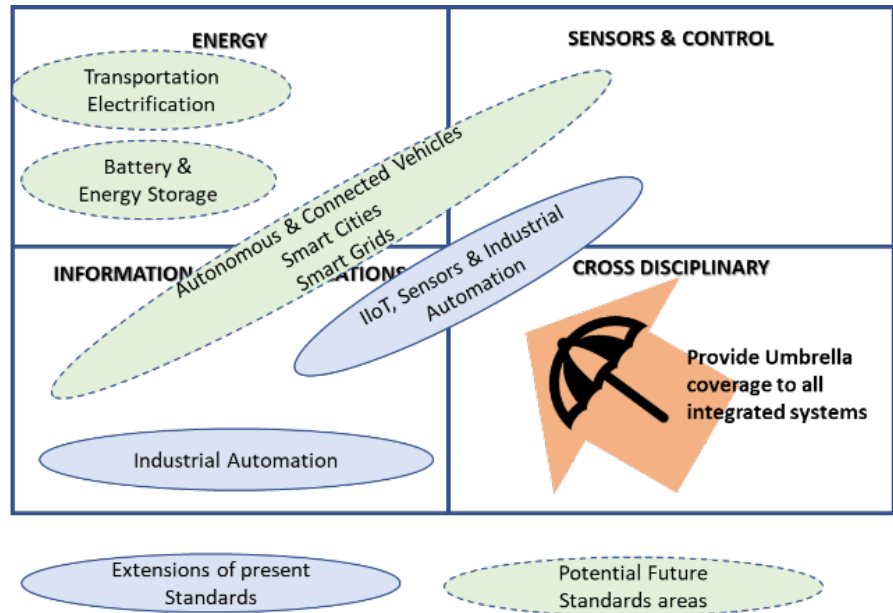 ENERGY
SENSORS & CONTROL
Transportation
Electrification
Battery &
Energy Storage
Autonomous & Connected Vehicles
Smart Cities
Smart Grids
INFORMATION
ATIONS
IIoT, Sensors & Industrial
Automation
CROSS DISCIPLINARY
Provide Umbrella
coverage to all
integrated systems
Industrial Automation
Extensions of present
Standards
Potential Future
Standards areas